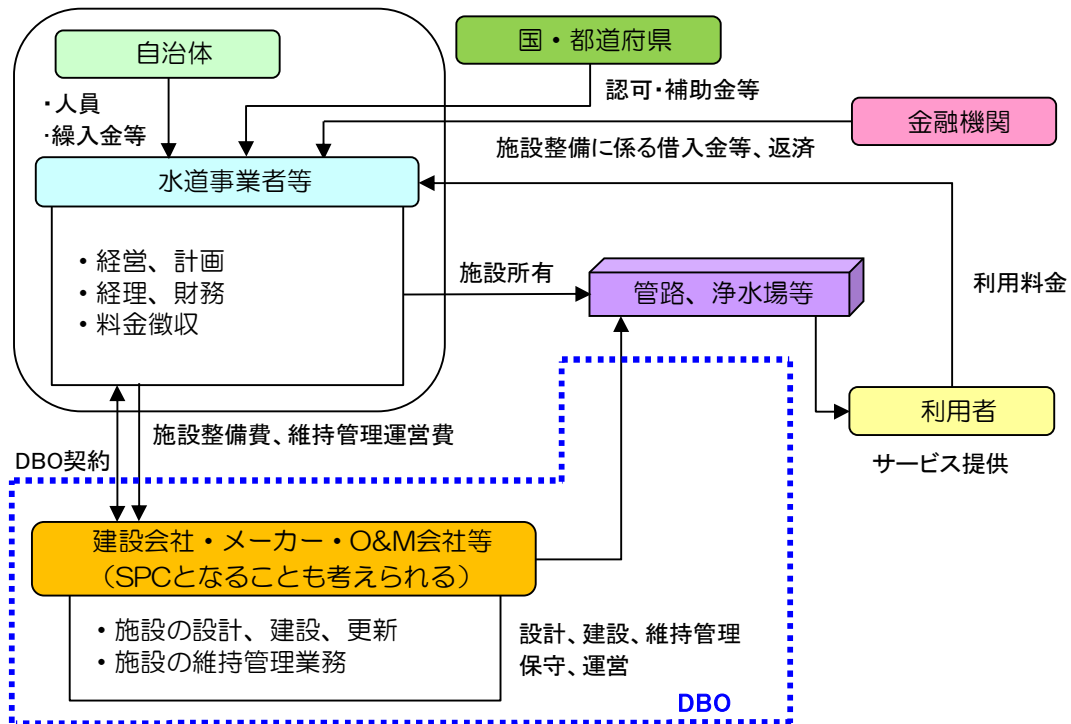 自治体
国・都道府県
・人員
・繰入金等
認可・補助金等
金融機関
施設整備に係る借入金等、返済
水道事業者等
・経営、計画
・経理、財務
・料金徴収
施設所有
管路、浄水場等
利用料金
利用者
サービス提供
施設整備費、維持管理運営費
DBO契約
建設会社・メーカー・O&M会社等
（SPCとなることも考えられる）
・施設の設計、建設、更新
・施設の維持管理業務
設計、建設、維持管理
保守、運営
DBO